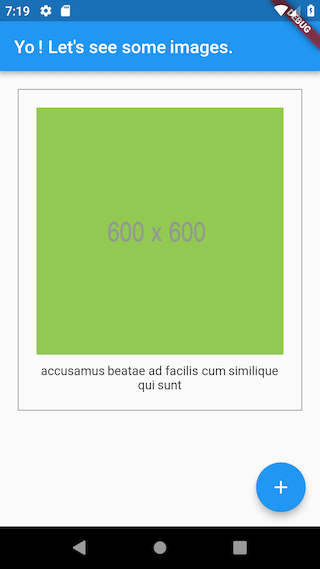 7:19
DEBUG
Yo ! Let's see some images.
600 x 600
accusamus beatae ad facilis cum similique
qui sunt
+